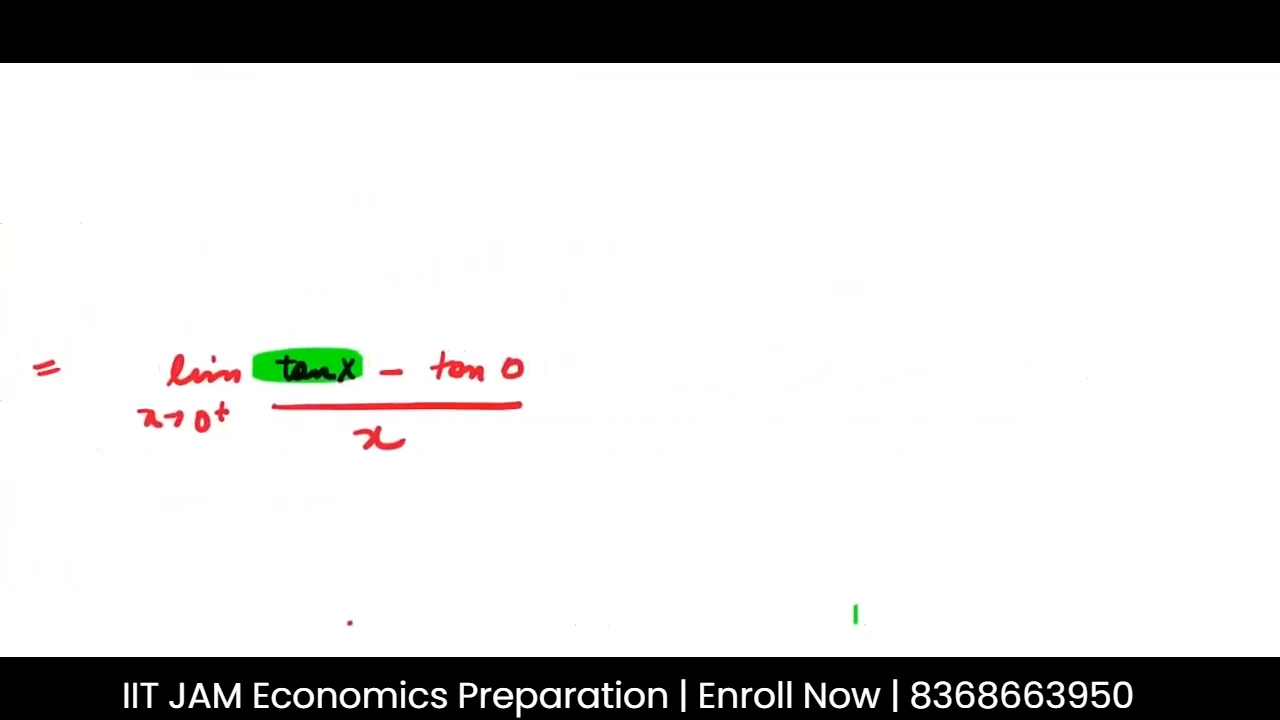 = lim tan x - tan 0
x→0+ x
IIT JAM Economics Preparation | Enroll Now | 8368663950